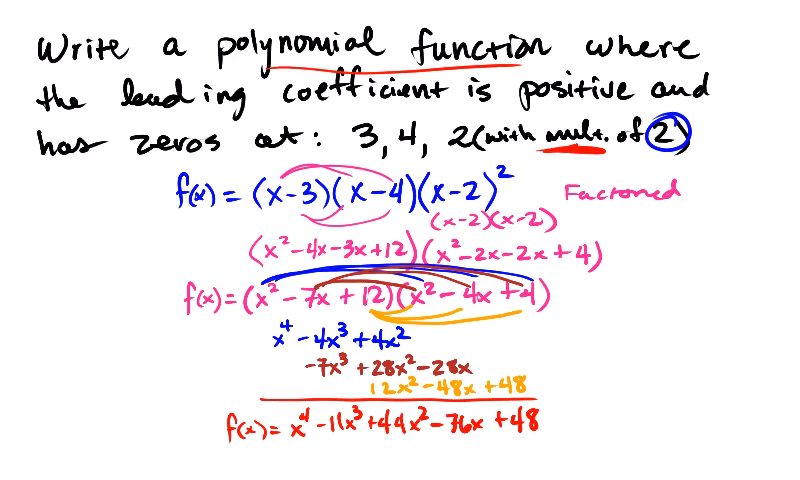 Write a polynomial function where
the leading coefficient is positive and
has zeros at: 3, 4, 2 (with mult. of 2)
f(x) = (x-3)(x-4)(x-2)² Factored
(x-2)(x-2)
(x²-4x-3x+12)(x²-2x-2x+4)
f(x) = (x²-7x+12)(x²-4x+4)
x⁴-4x³+4x²
-7x³+28x²-28x
12x²-48x+48
f(x) = x⁴-11x³+44x²-76x+48